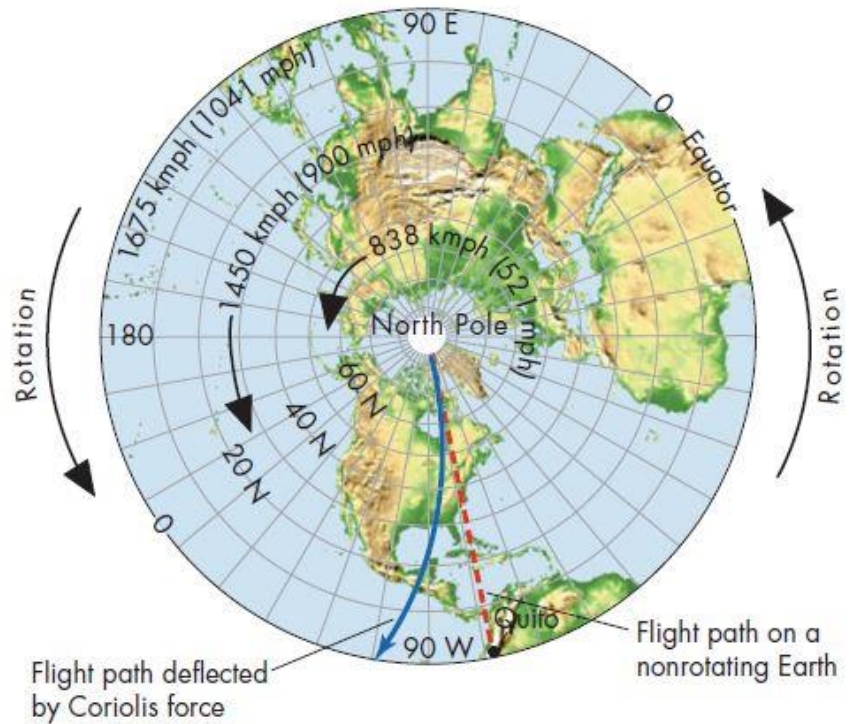 90 E
1675 kmph (1041 mph)
1450 kmph (900 mph)
838 kmph (521 mph)
0
Equator
Rotation
Rotation
180
North Pole
60 N
40 N
20 N
0
90 W
Quito
Flight path deflected
by Coriolis force
Flight path on a
nonrotating Earth